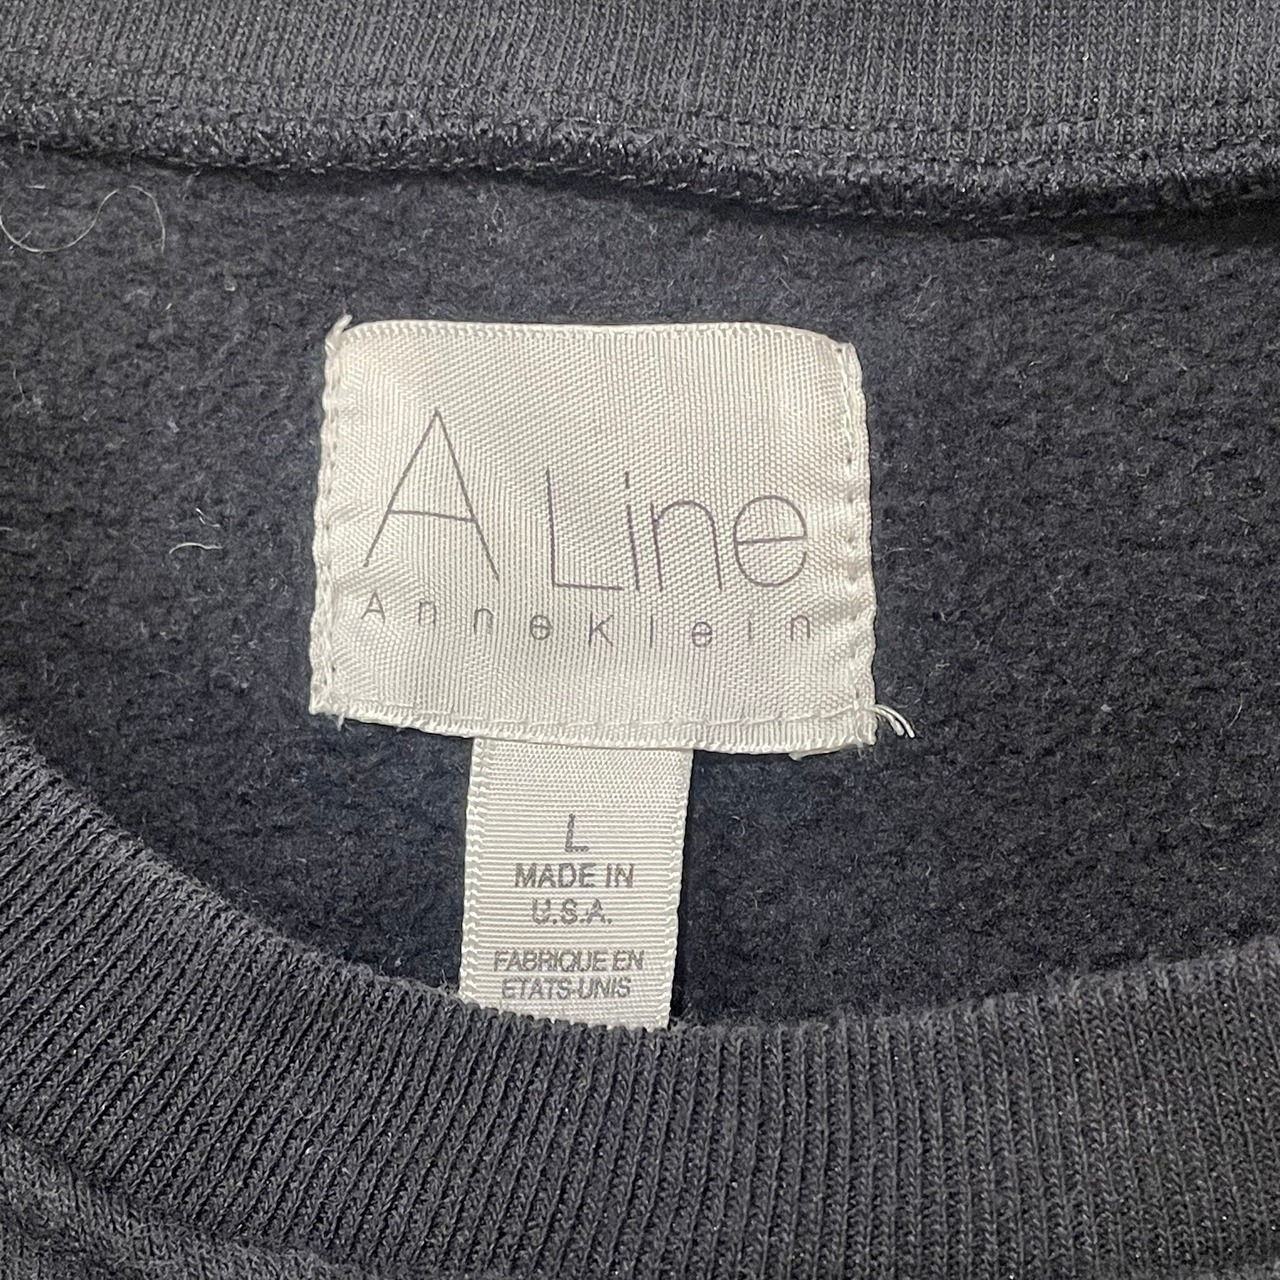 A Line
AnneKlein
L
MADE IN
U.S.A.
FABRIQUE EN
ETATS-UNIS